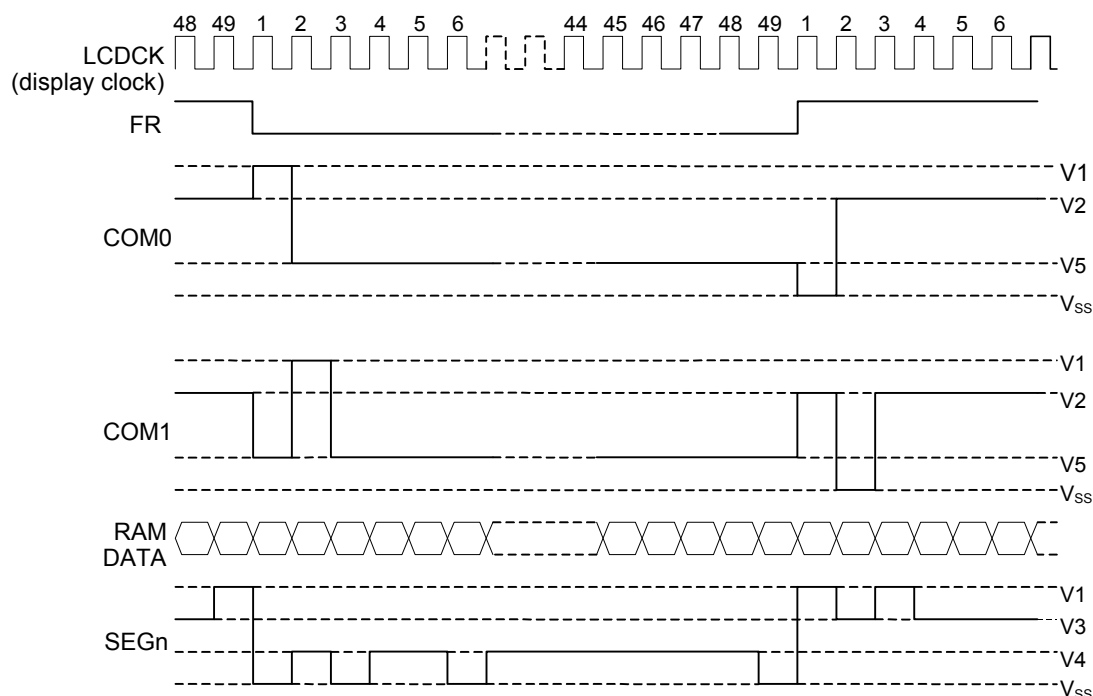 48 49 1 2 3 4 5 6 44 45 46 47 48 49 1 2 3 4 5 6
LCDCK
(display clock)
FR
V1
V2
COM0
V5
VSS
V1
V2
COM1
V5
VSS
RAM
DATA
V1
V3
SEGn
V4
VSS